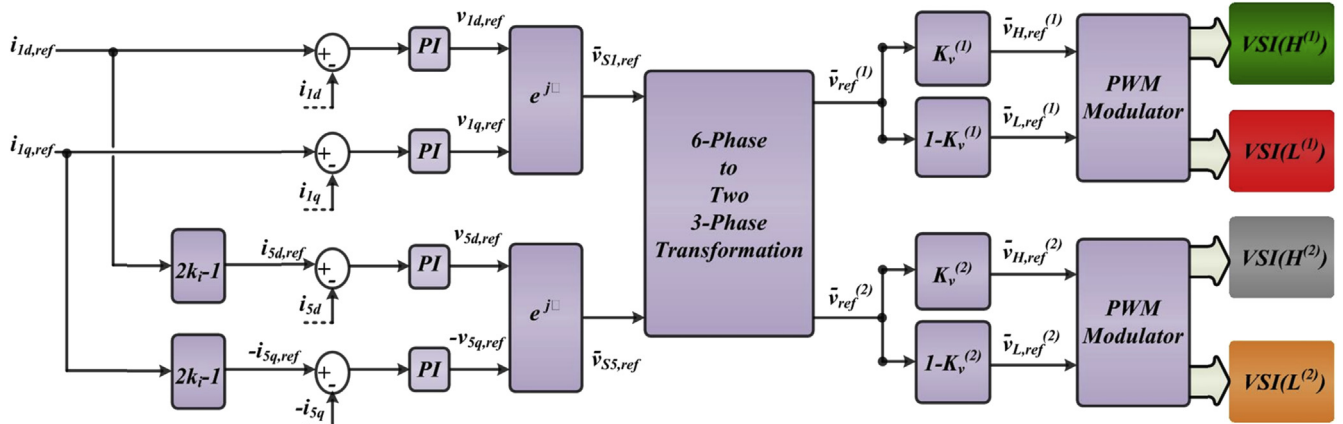 i1d,ref
+
-
i1d
PI
v1d,ref
i1q,ref
+
-
i1q
PI
v1q,ref
e j□
v̄S1,ref
2ki-1
i5d,ref
+
-
i5d
PI
v5d,ref
2ki-1
-i5q,ref
+
-
-i5q
PI
-v5q,ref
e j□
v̄S5,ref
6-Phase
to
Two
3-Phase
Transformation
v̄ref(1)
Kv(1)
v̄H,ref(1)
1-Kv(1)
v̄L,ref(1)
PWM
Modulator
VSI(H(1))
VSI(L(1))
v̄ref(2)
Kv(2)
v̄H,ref(2)
1-Kv(2)
v̄L,ref(2)
PWM
Modulator
VSI(H(2))
VSI(L(2))